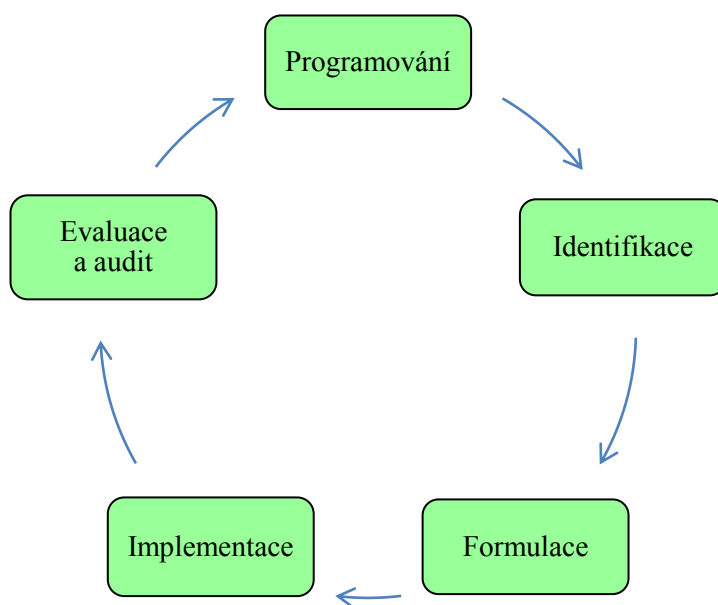 Programování
Identifikace
Formulace
Implementace
Evaluace
a audit